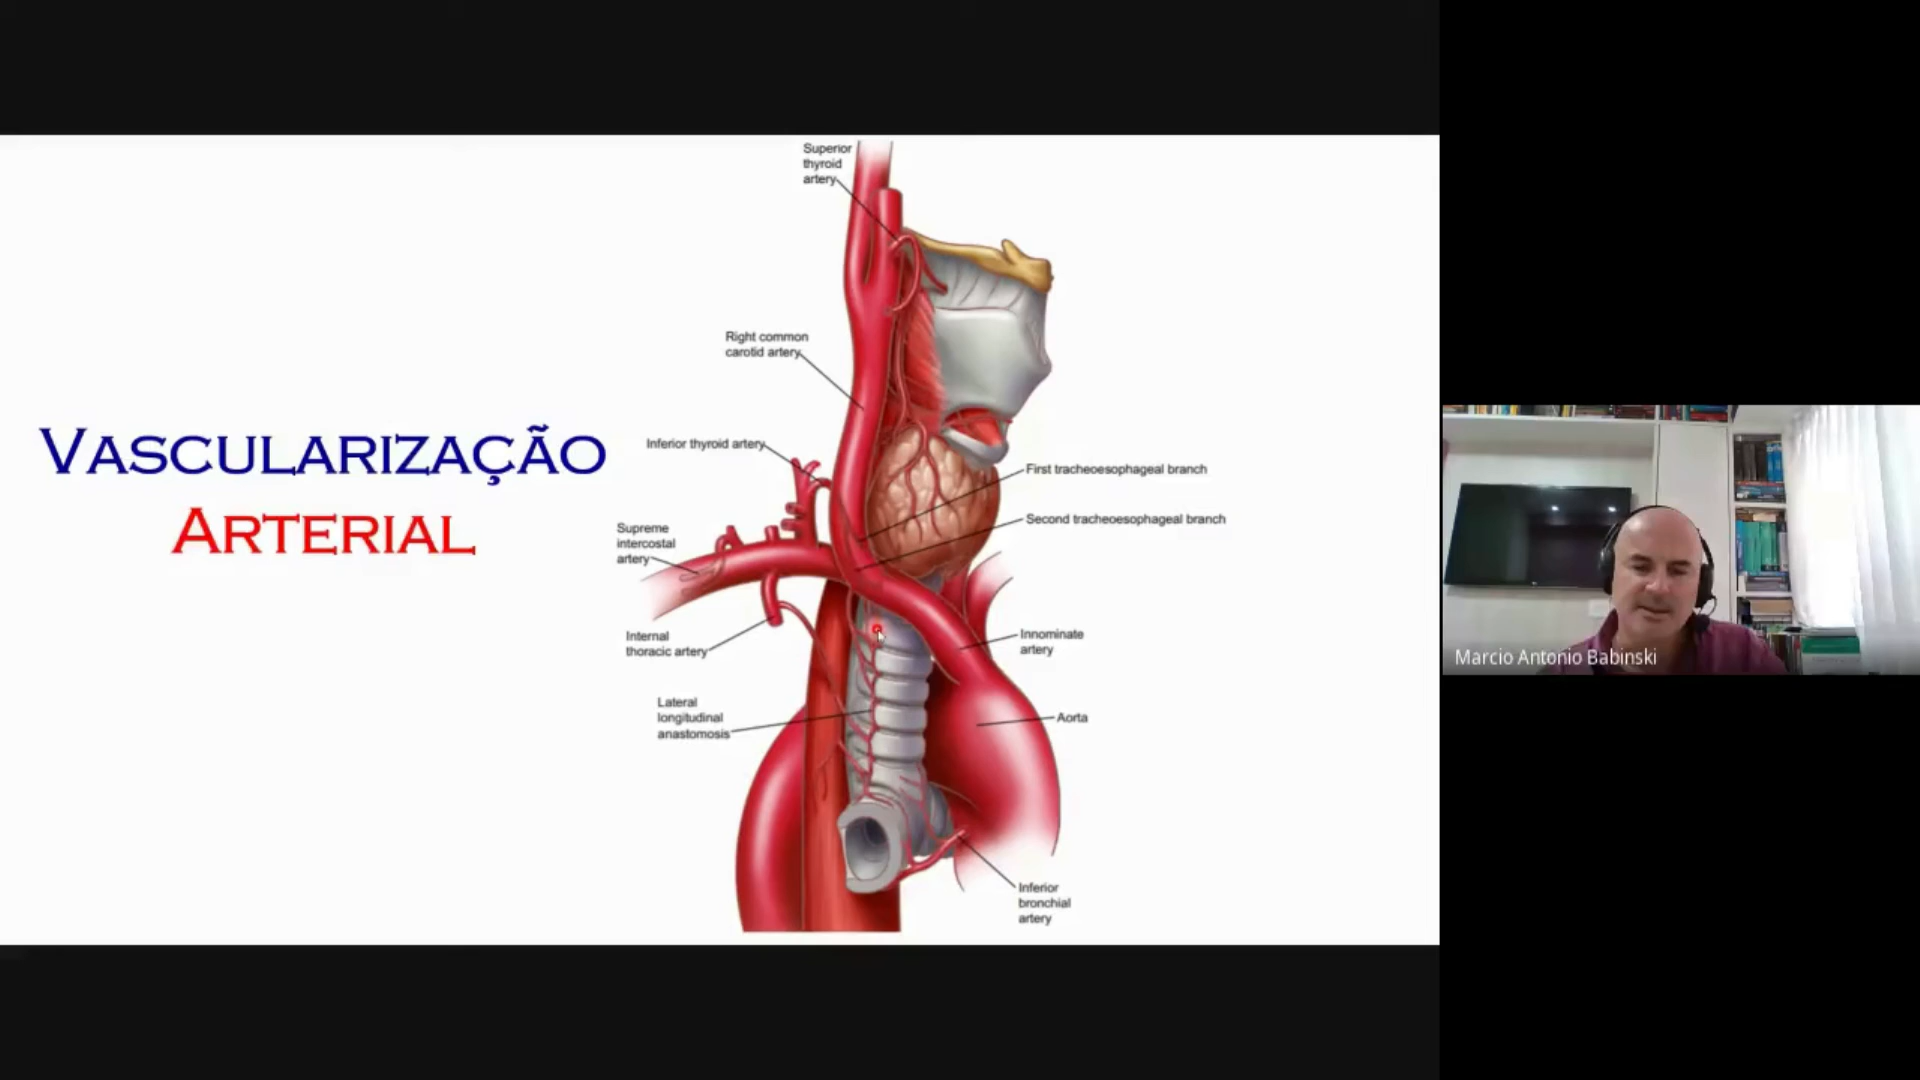 VASCULARIZAÇÃO
ARTERIAL
Superior
thyroid
artery
Right common
carotid artery
Inferior thyroid artery
First tracheoesophageal branch
Second tracheoesophageal branch
Supreme
intercostal
artery
Internal
thoracic artery
Innominate
artery
Lateral
longitudinal
anastomosis
Aorta
Inferior
bronchial
artery
Marcio Antonio Babinski